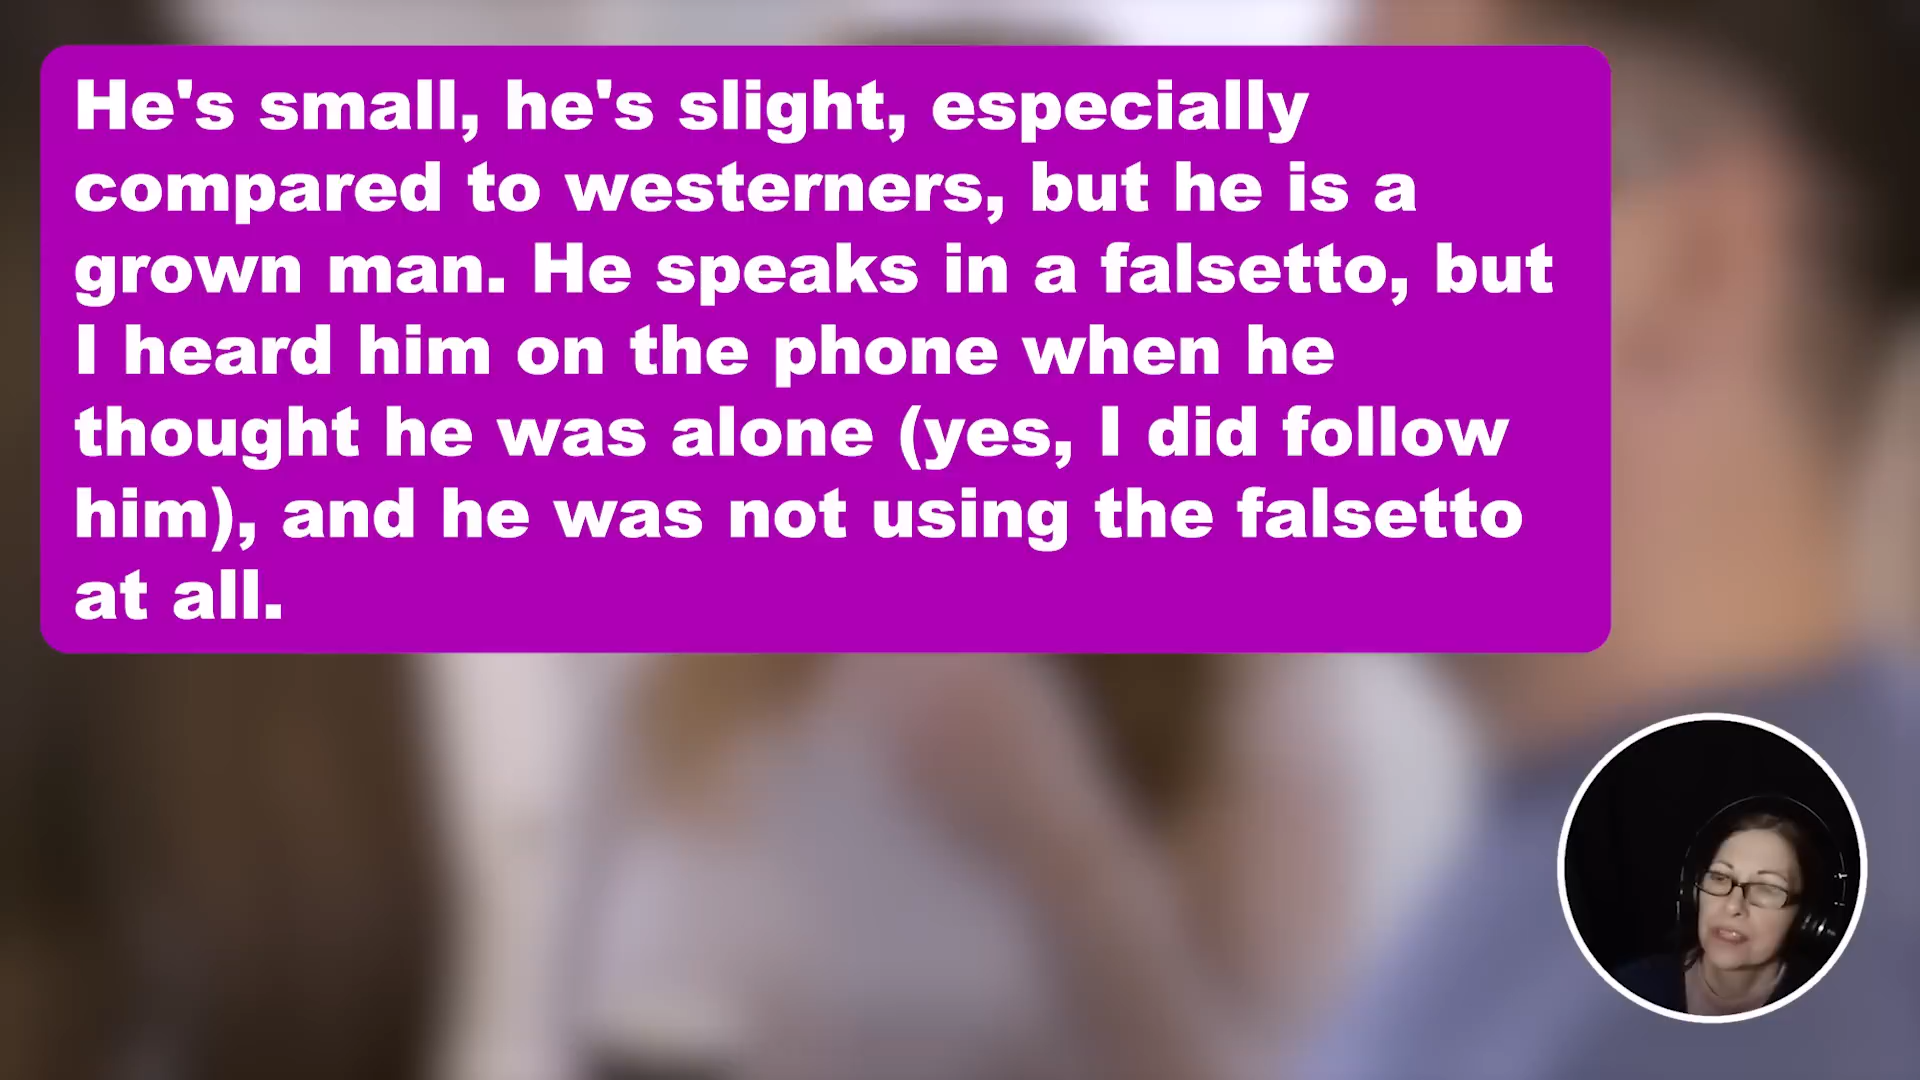 He's small, he's slight, especially
compared to westerners, but he is a
grown man. He speaks in a falsetto, but
I heard him on the phone when he
thought he was alone (yes, I did follow
him), and he was not using the falsetto
at all.